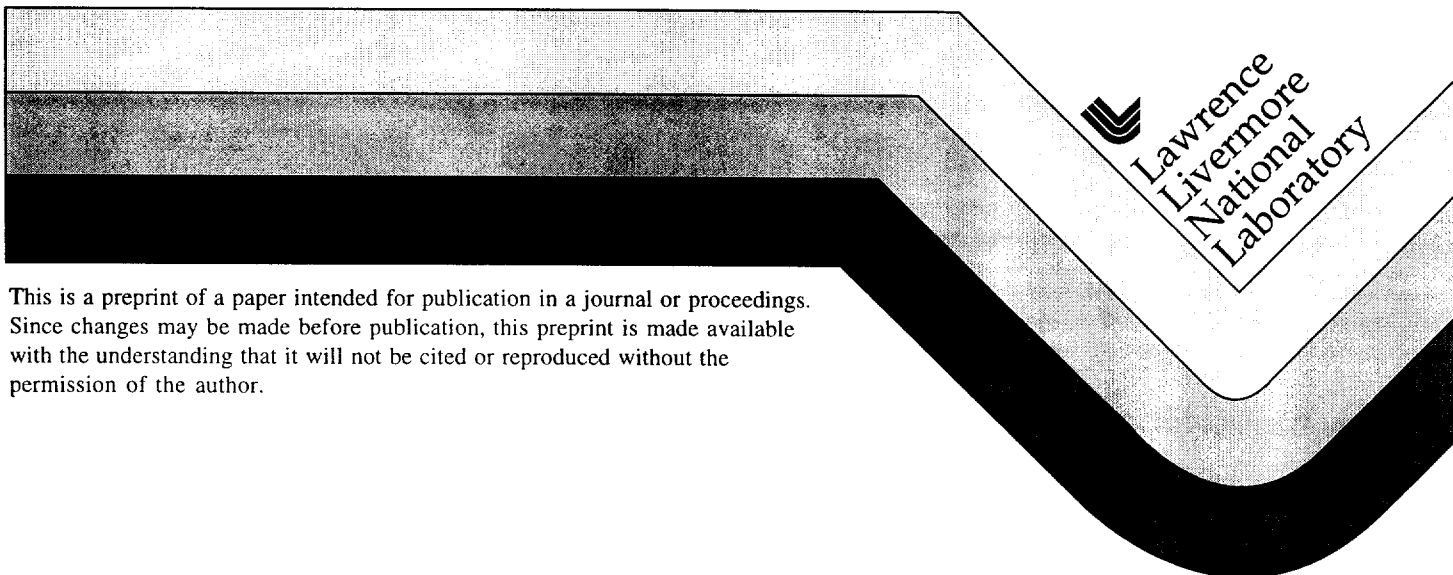 Lawrence
Livermore
National
Laboratory
This is a preprint of a paper intended for publication in a journal or proceedings.
Since changes may be made before publication, this preprint is made available
with the understanding that it will not be cited or reproduced without the
permission of the author.